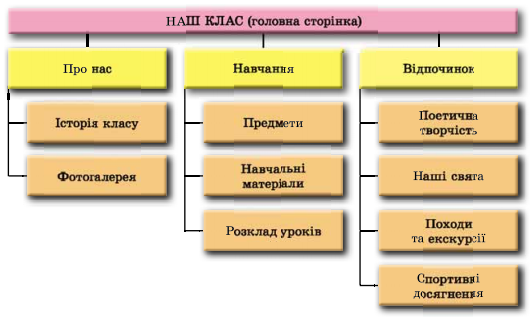 НАШ КЛАС (головна сторінка)
Про нас
Навчання
Відпочинок
Історія класу
Предмети
Поетична
творчість
Фотогалерея
Навчальні
матеріали
Наші свята
Розклад уроків
Походи
та екскурсії
Спортивні
досягнення